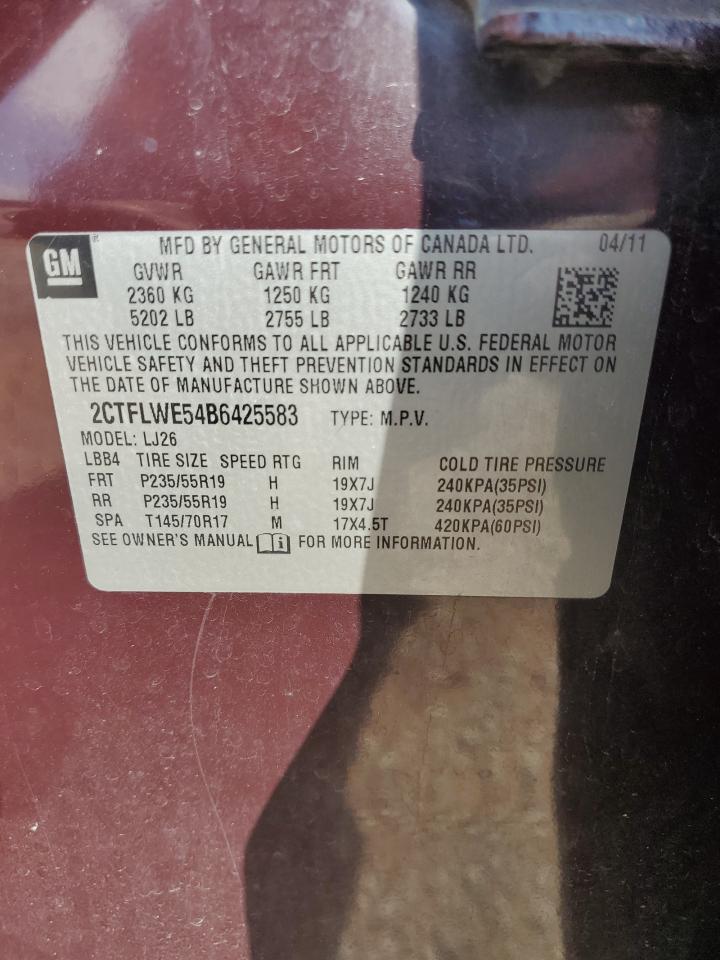 GM
MFD BY GENERAL MOTORS OF CANADA LTD. 04/11
GVWR GAWR FRT GAWR RR
2360 KG 1250 KG 1240 KG
5202 LB 2755 LB 2733 LB
THIS VEHICLE CONFORMS TO ALL APPLICABLE U.S. FEDERAL MOTOR
VEHICLE SAFETY AND THEFT PREVENTION STANDARDS IN EFFECT ON
THE DATE OF MANUFACTURE SHOWN ABOVE.
2CTFLWE54B6425583 TYPE: M.P.V.
MODEL: LJ26
LBB4 TIRE SIZE SPEED RTG RIM COLD TIRE PRESSURE
FRT P235/55R19 H 19X7J 240KPA(35PSI)
RR P235/55R19 H 19X7J 240KPA(35PSI)
SPA T145/70R17 M 17X4.5T 420KPA(60PSI)
SEE OWNER'S MANUAL i FOR MORE INFORMATION.